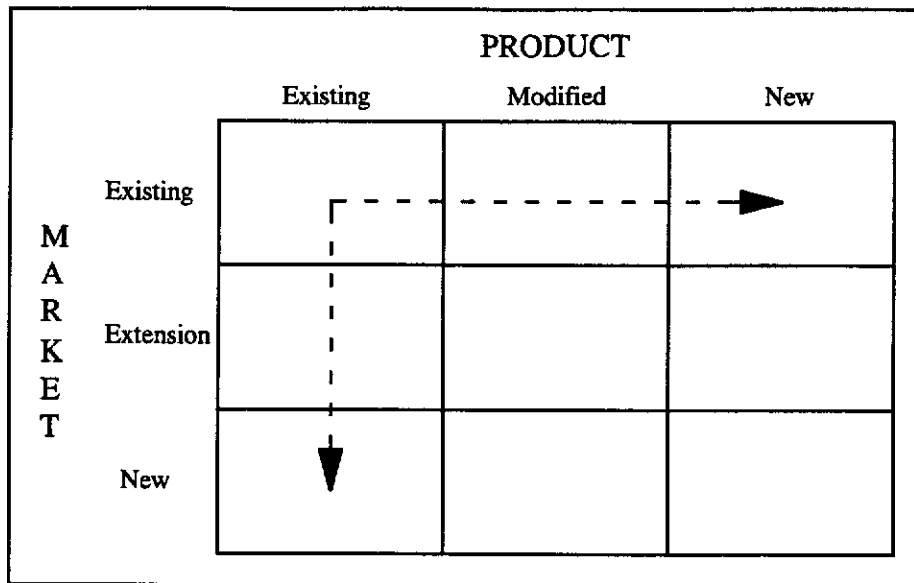 PRODUCT
Existing Modified New
Existing
M
A
R
K
E
T
Extension
New